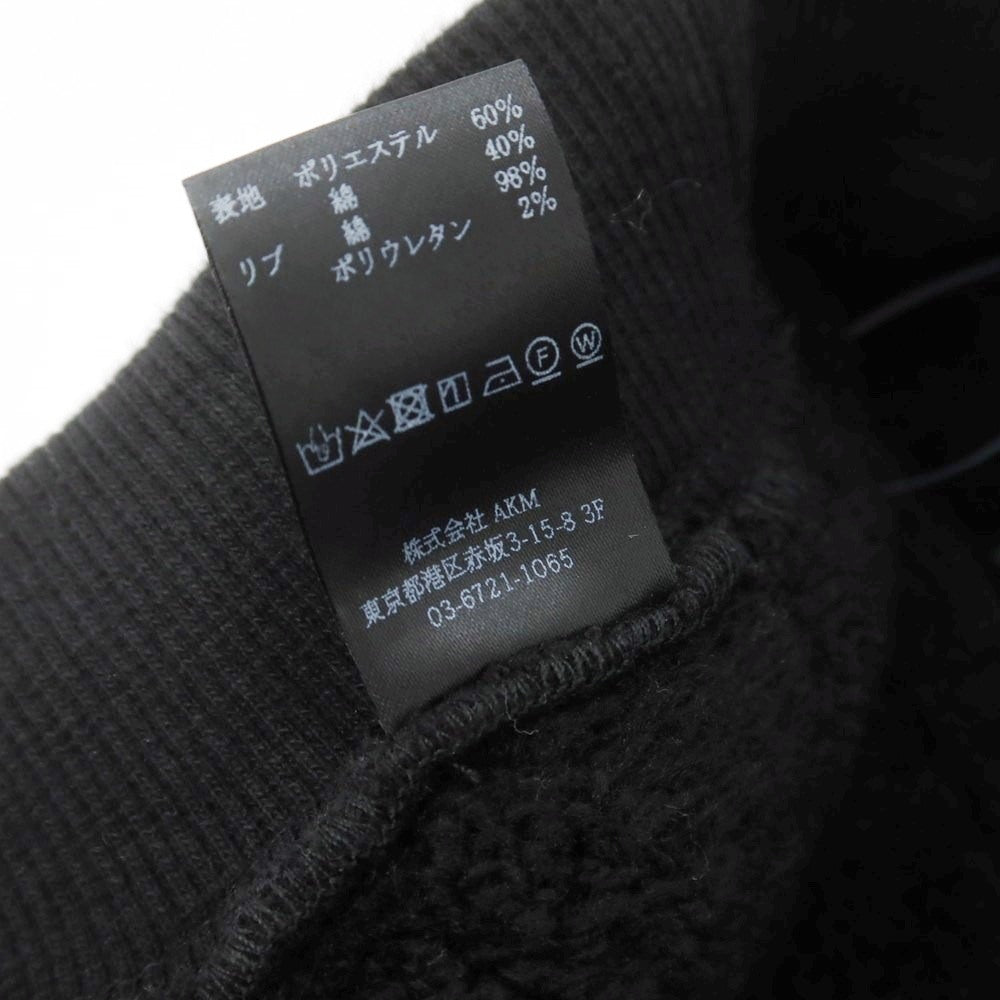 表地 ポリエステル 60%
綿 40%
綿 98%
リブ ポリウレタン 2%
F W
株式会社 AKM
東京都港区赤坂3-15-8 3F
03-6721-1065